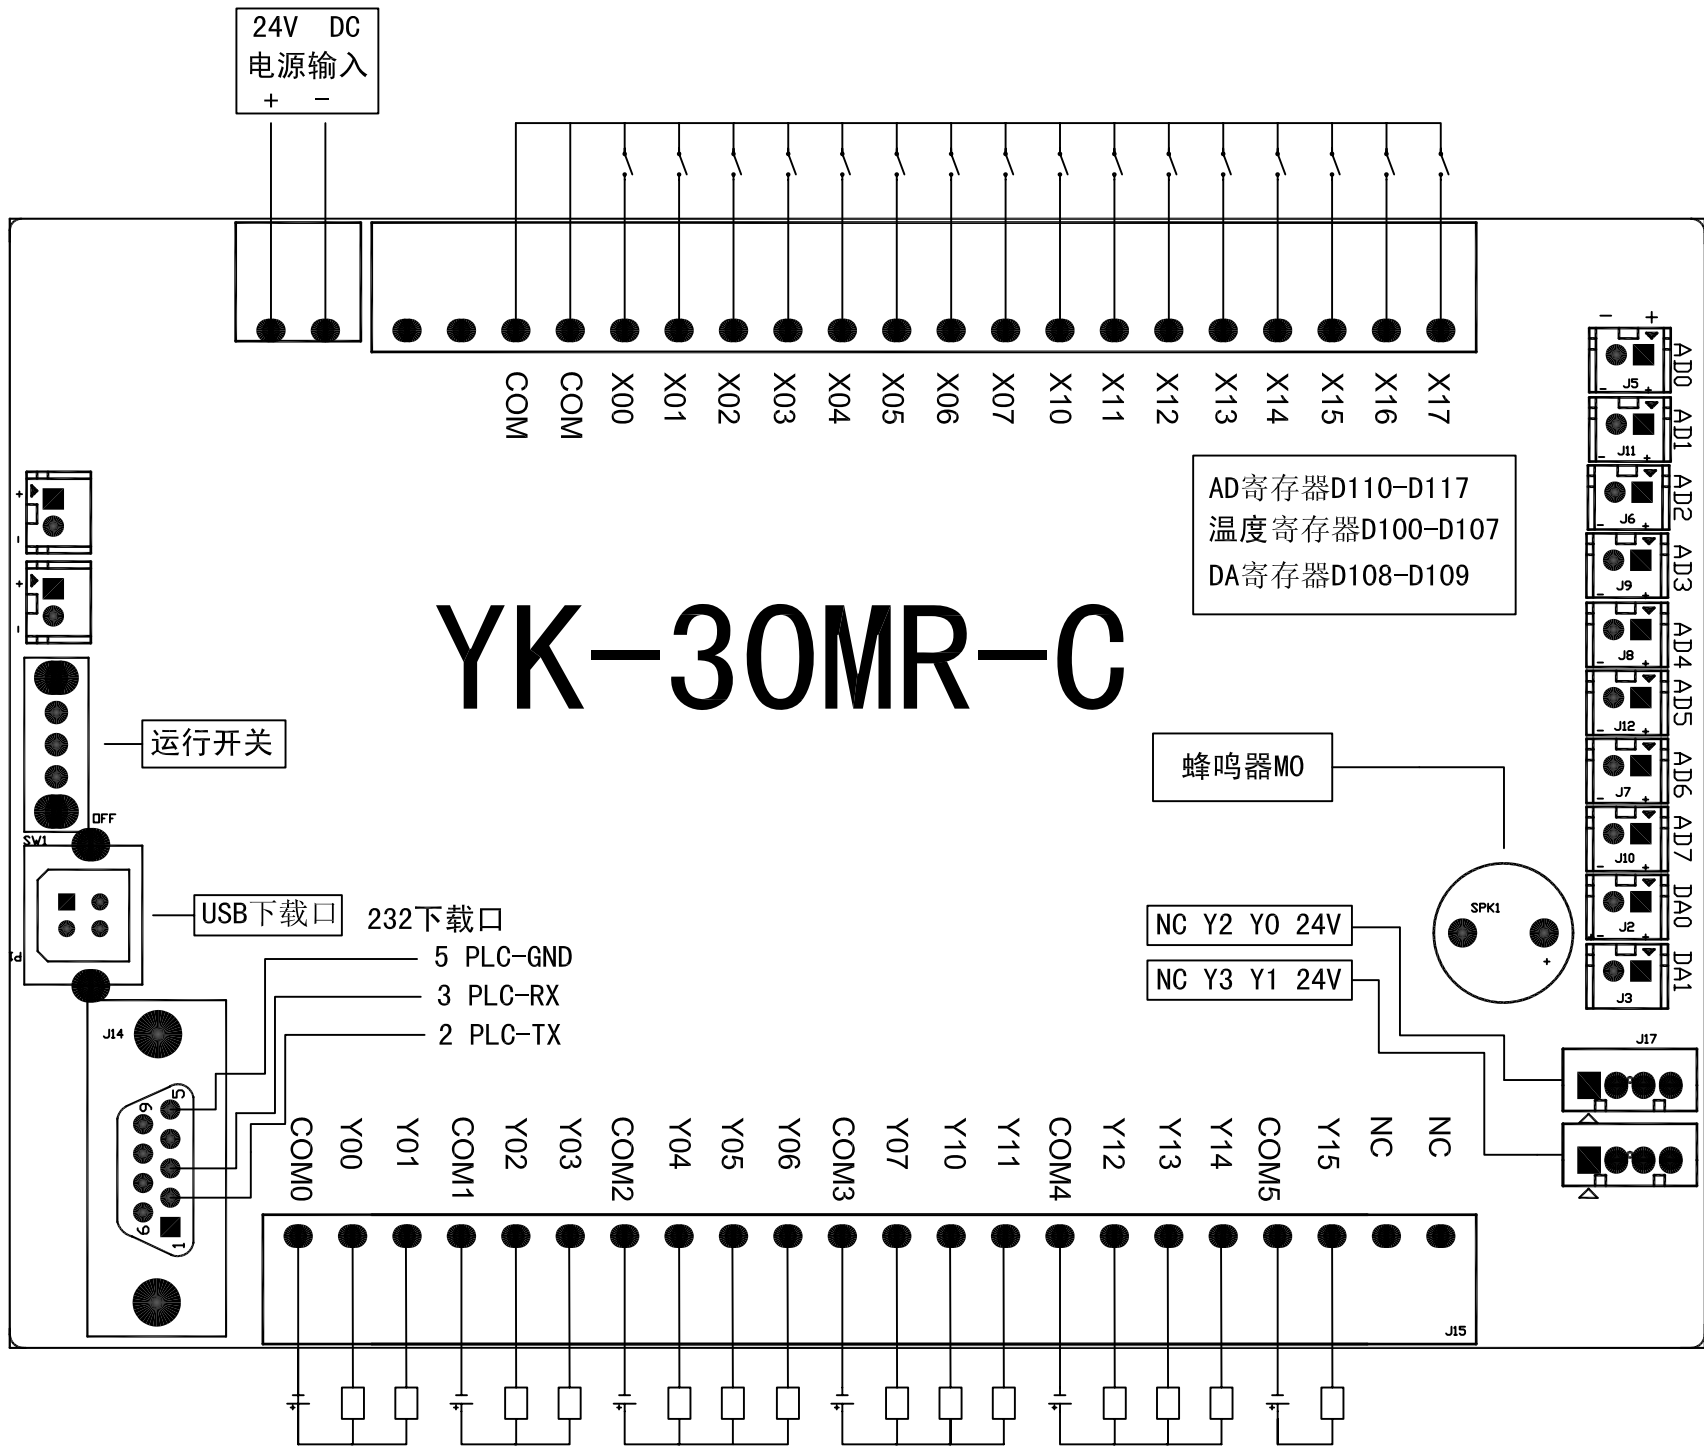 24V DC
电源输入
+ -
COM COM X00 X01 X02 X03 X04 X05 X06 X07 X10 X11 X12 X13 X14 X15 X16 X17
- +
J5 AD0
- +
J11 AD1
- +
J6 AD2
- +
J9 AD3
- +
J8 AD4
- +
J12 AD5
- +
J7 AD6
- +
J10 AD7
- +
J2 DA0
- +
J3 DA1
AD寄存器D110-D117
温度寄存器D100-D107
DA寄存器D108-D109
+
-
+
-
YK-30MR-C
运行开关
蜂鸣器M0
OFF
SW1
USB下载口
232下载口
5 PLC-GND
3 PLC-RX
2 PLC-TX
SPK1
+
NC Y2 Y0 24V
NC Y3 Y1 24V
J14
J17
5
9
6
1
COM0 Y00 Y01 COM1 Y02 Y03 COM2 Y04 Y05 Y06 COM3 Y07 Y10 Y11 COM4 Y12 Y13 Y14 COM5 Y15 NC NC
J15
+ + + + + +